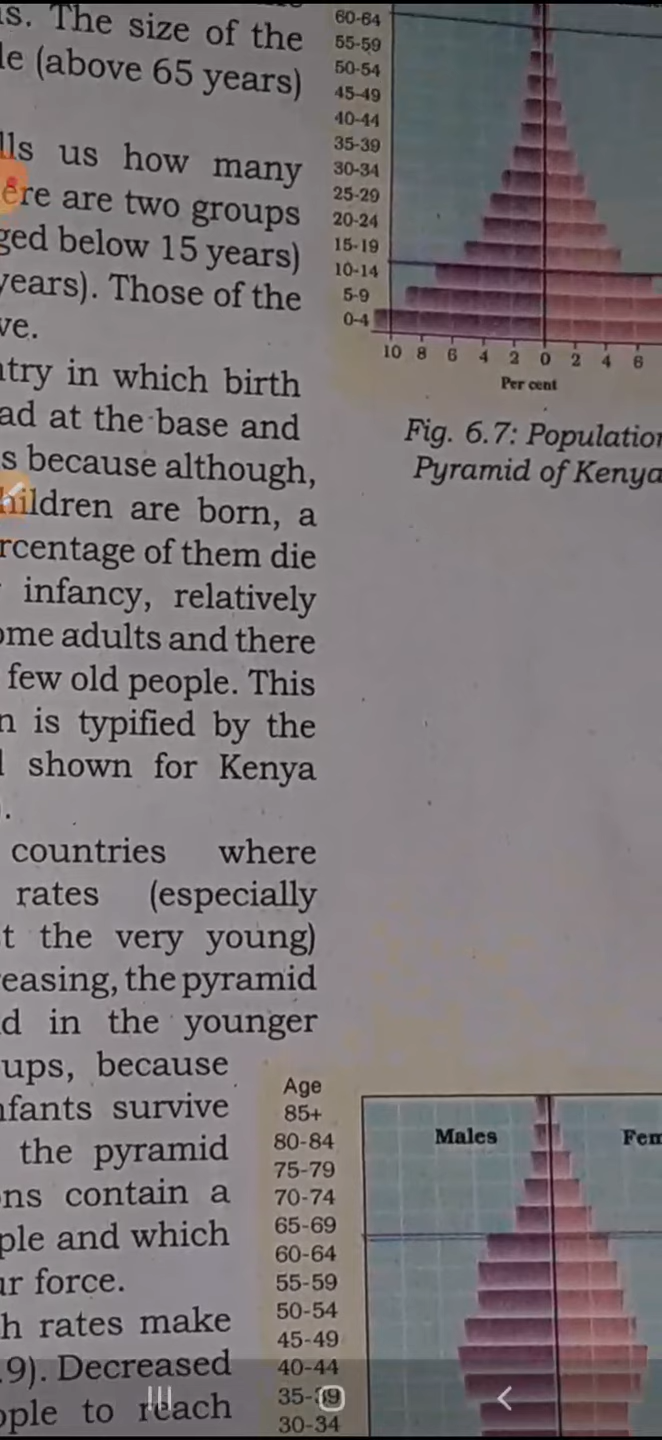 s. The size of the
le (above 65 years)
lls us how many
ere are two groups
ged below 15 years)
years). Those of the
ve.
ntry in which birth
ad at the base and
s because although,
hildren are born, a
rcentage of them die
infancy, relatively
ome adults and there
few old people. This
n is typified by the
shown for Kenya
.
countries where
rates (especially
t the very young)
reasing, the pyramid
d in the younger
ups, because
nfants survive
the pyramid
ns contain a
ple and which
ur force.
h rates make
.9). Decreased
ople to reach
60-64
55-59
50-54
45-49
40-44
35-39
30-34
25-29
20-24
15-19
10-14
5-9
0-4
10 8 6 4 2 0 2 4 6
Per cent
Fig. 6.7: Population
Pyramid of Kenya
Age
85+
80-84
75-79
70-74
65-69
60-64
55-59
50-54
45-49
40-44
35-39
30-34
Males Fem